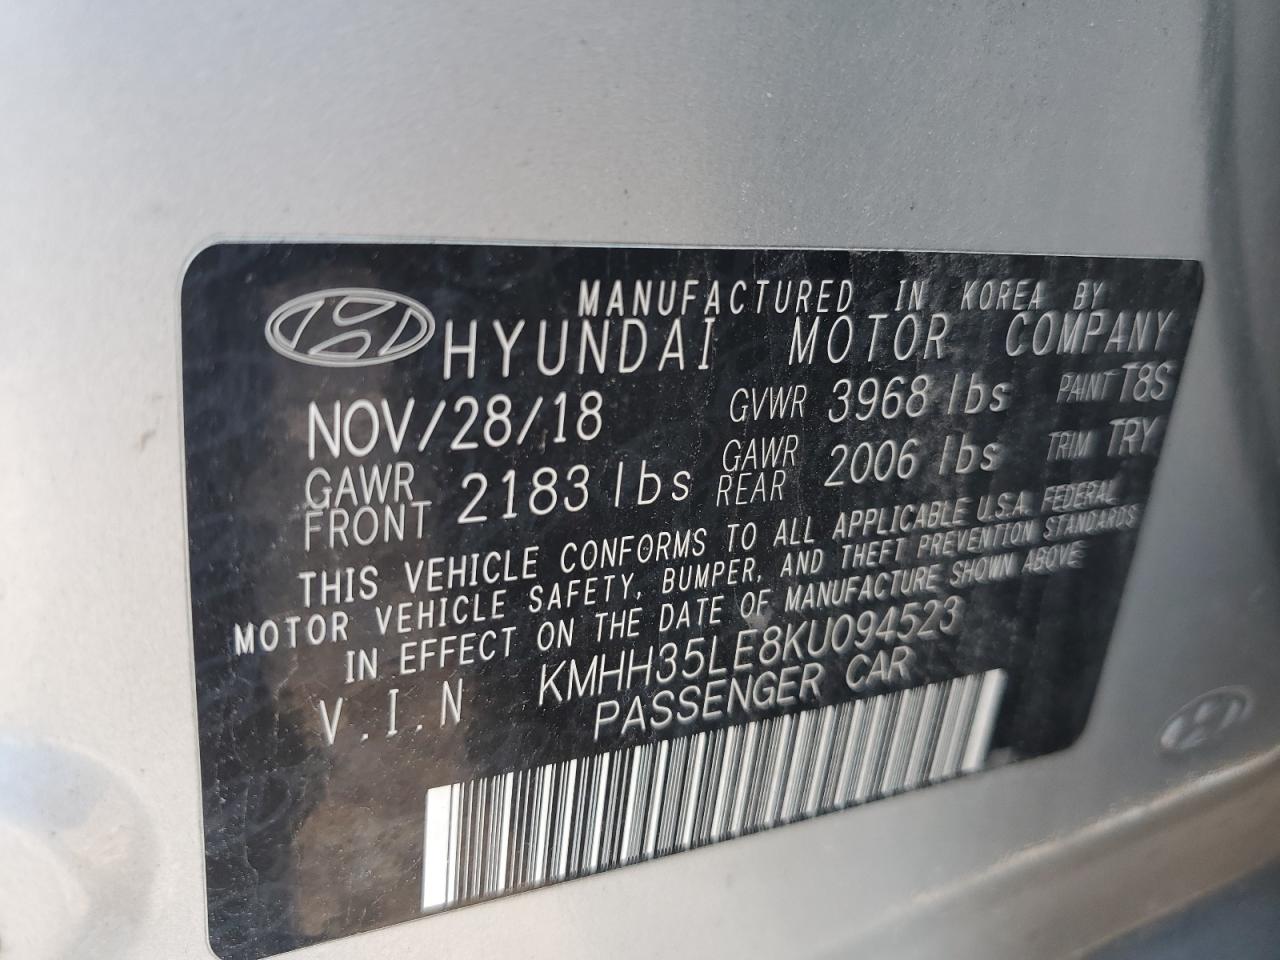 MANUFACTURED IN KOREA BY
HYUNDAI MOTOR COMPANY
NOV/28/18 GVWR 3968 lbs PAINT T8S
GAWR FRONT 2183 lbs GAWR REAR 2006 lbs TRIM TRY
THIS VEHICLE CONFORMS TO ALL APPLICABLE U.S.A. FEDERAL
MOTOR VEHICLE SAFETY, BUMPER, AND THEFT PREVENTION STANDARDS
IN EFFECT ON THE DATE OF MANUFACTURE SHOWN ABOVE
V.I.N KMHH35LE8KU094523
PASSENGER CAR